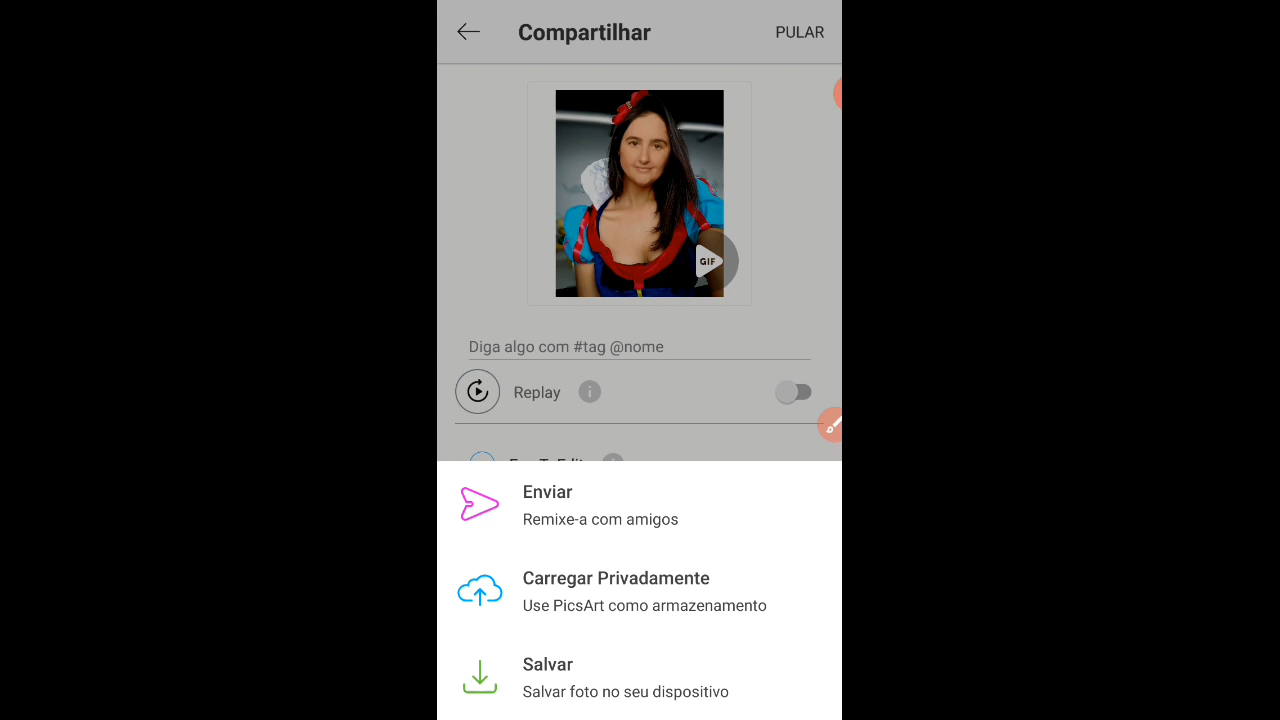 Compartilhar
PULAR
GIF
Diga algo com #tag @nome
Replay
Enviar
Remixe-a com amigos
Carregar Privadamente
Use PicsArt como armazenamento
Salvar
Salvar foto no seu dispositivo